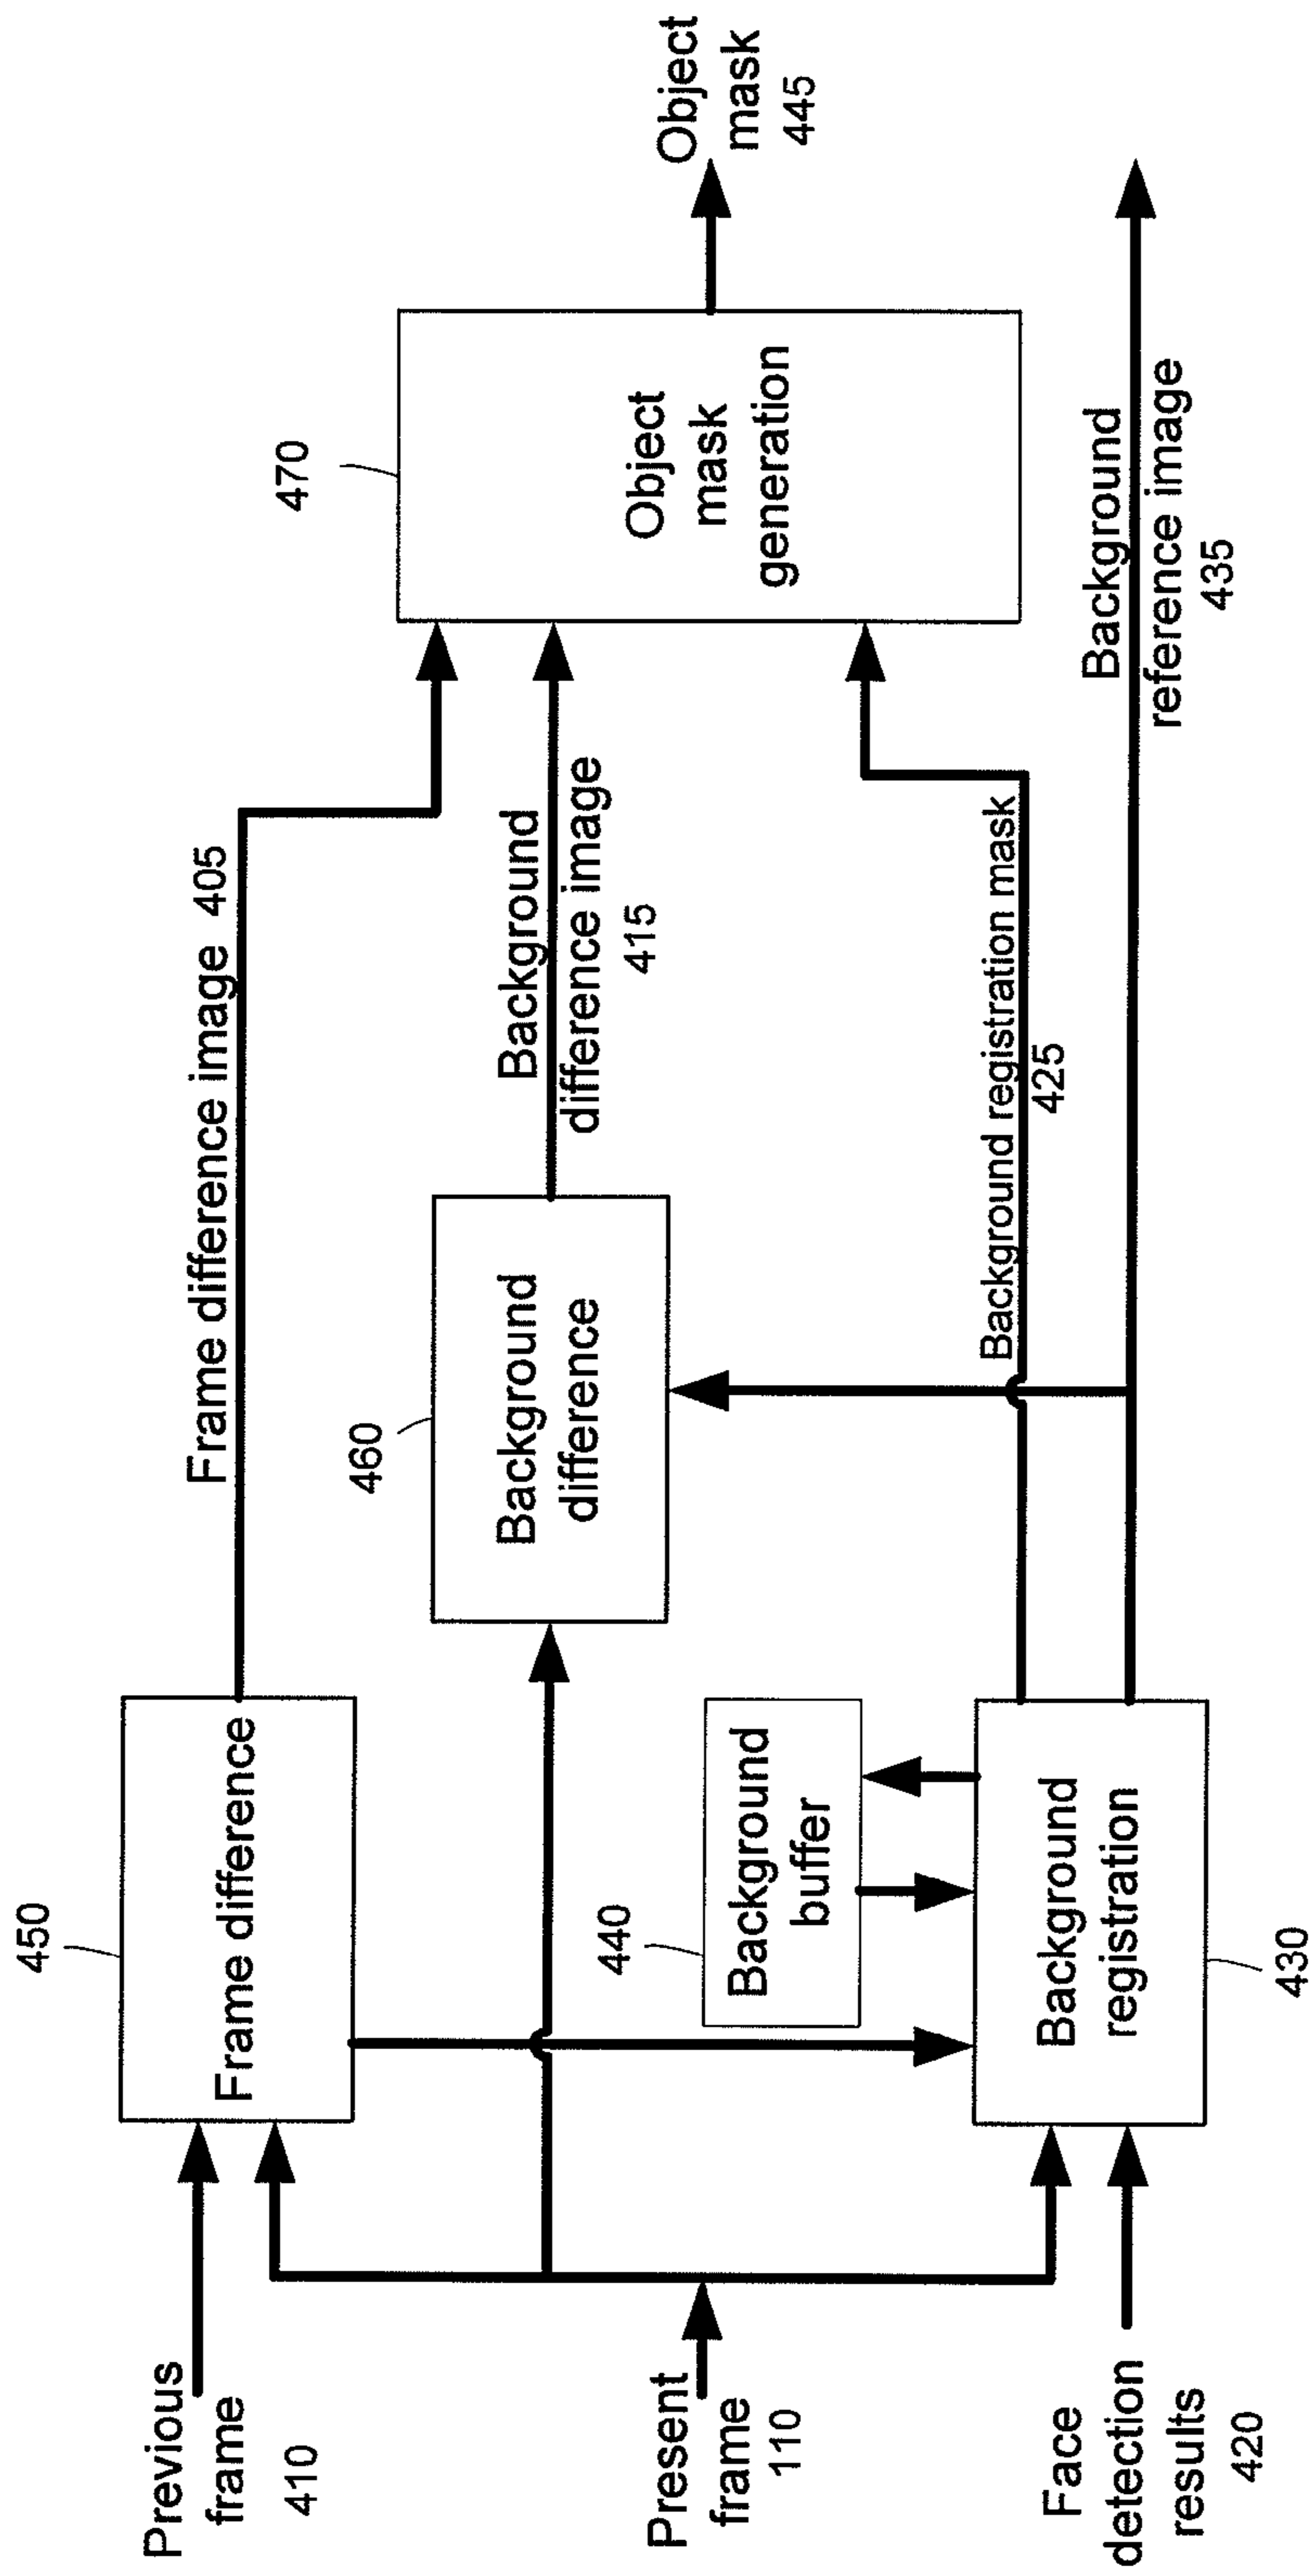 Previous
frame
410
Present
frame
110
Face
detection
results
420
450
Frame difference
440
Background
buffer
Background
registration
430
Frame difference image 405
460
Background
difference
Background
difference image
415
Background registration mask
425
470
Object
mask
generation
Background
reference image
435
Object
mask
445